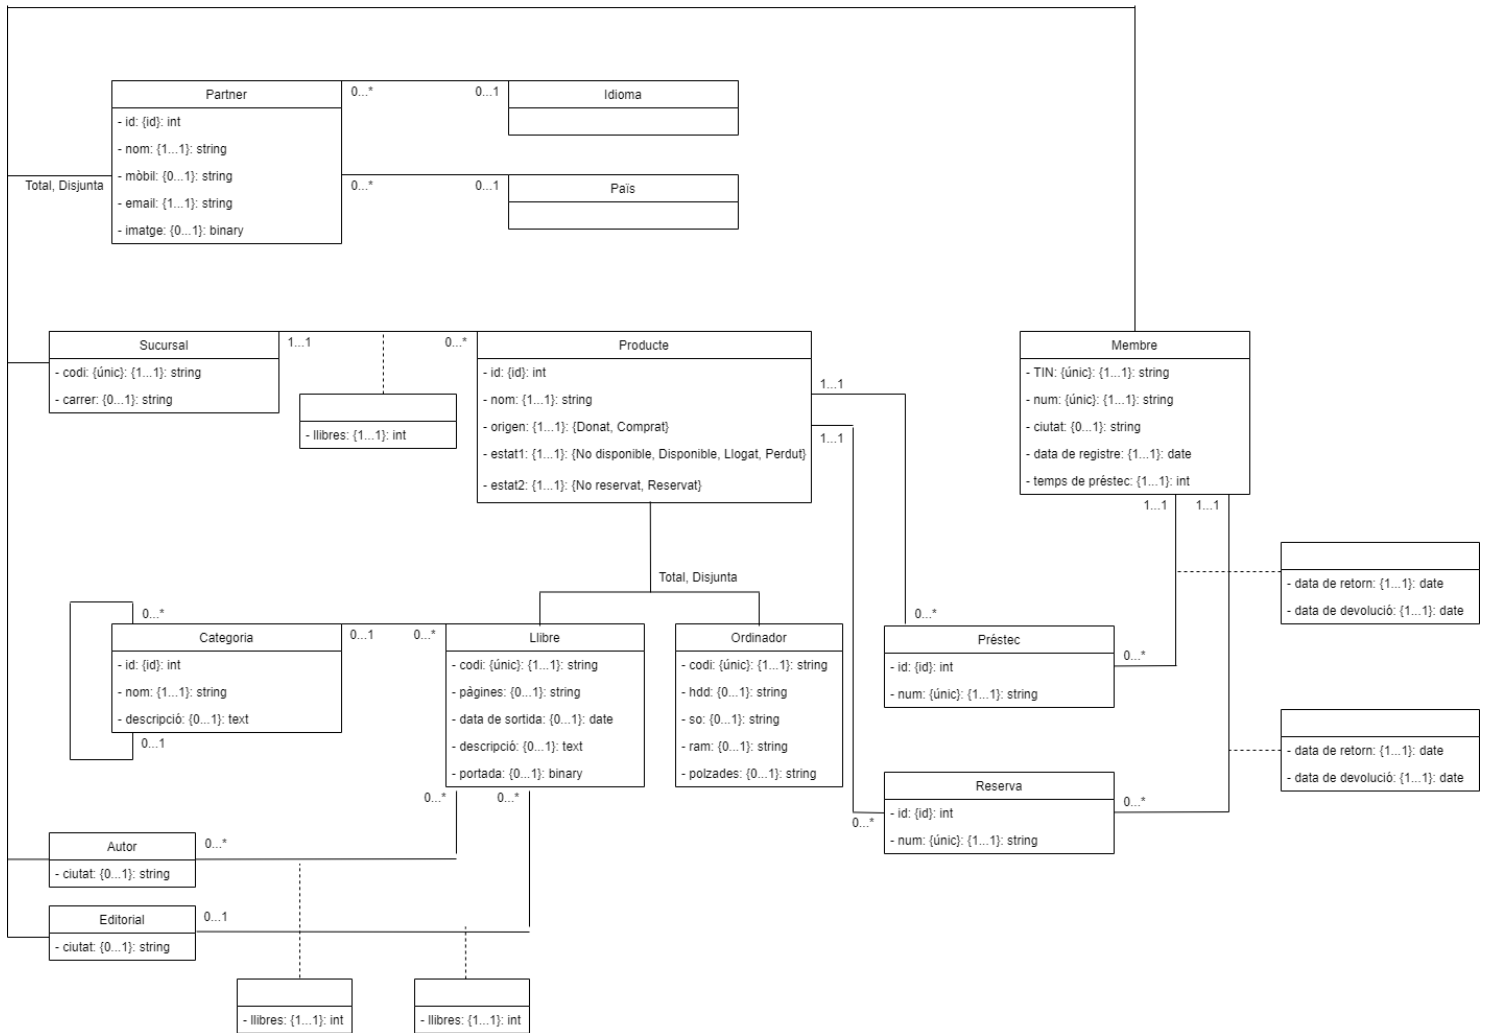 Partner
- id: {id}: int
- nom: {1...1}: string
- mòbil: {0...1}: string
- email: {1...1}: string
- imatge: {0...1}: binary
0...*
0...1
Idioma
0...*
0...1
País
Total, Disjunta
Sucursal
- codi: {únic}: {1...1}: string
- carrer: {0...1}: string
1...1
0...*
- llibres: {1...1}: int
Producte
- id: {id}: int
- nom: {1...1}: string
- origen: {1...1}: {Donat, Comprat}
- estat1: {1...1}: {No disponible, Disponible, Llogat, Perdut}
- estat2: {1...1}: {No reservat, Reservat}
1...1
1...1
Membre
- TIN: {únic}: {1...1}: string
- num: {únic}: {1...1}: string
- ciutat: {0...1}: string
- data de registre: {1...1}: date
- temps de préstec: {1...1}: int
1...1
1...1
- data de retorn: {1...1}: date
- data de devolució: {1...1}: date
Total, Disjunta
0...*
Categoria
- id: {id}: int
- nom: {1...1}: string
- descripció: {0...1}: text
0...1
0...1
0...*
Llibre
- codi: {únic}: {1...1}: string
- pàgines: {0...1}: string
- data de sortida: {0...1}: date
- descripció: {0...1}: text
- portada: {0...1}: binary
0...*
0...*
Ordinador
- codi: {únic}: {1...1}: string
- hdd: {0...1}: string
- so: {0...1}: string
- ram: {0...1}: string
- polzades: {0...1}: string
0...*
Préstec
- id: {id}: int
- num: {únic}: {1...1}: string
0...*
- data de retorn: {1...1}: date
- data de devolució: {1...1}: date
Reserva
- id: {id}: int
- num: {únic}: {1...1}: string
0...*
0...*
Autor
- ciutat: {0...1}: string
0...*
Editorial
- ciutat: {0...1}: string
0...1
- llibres: {1...1}: int
- llibres: {1...1}: int